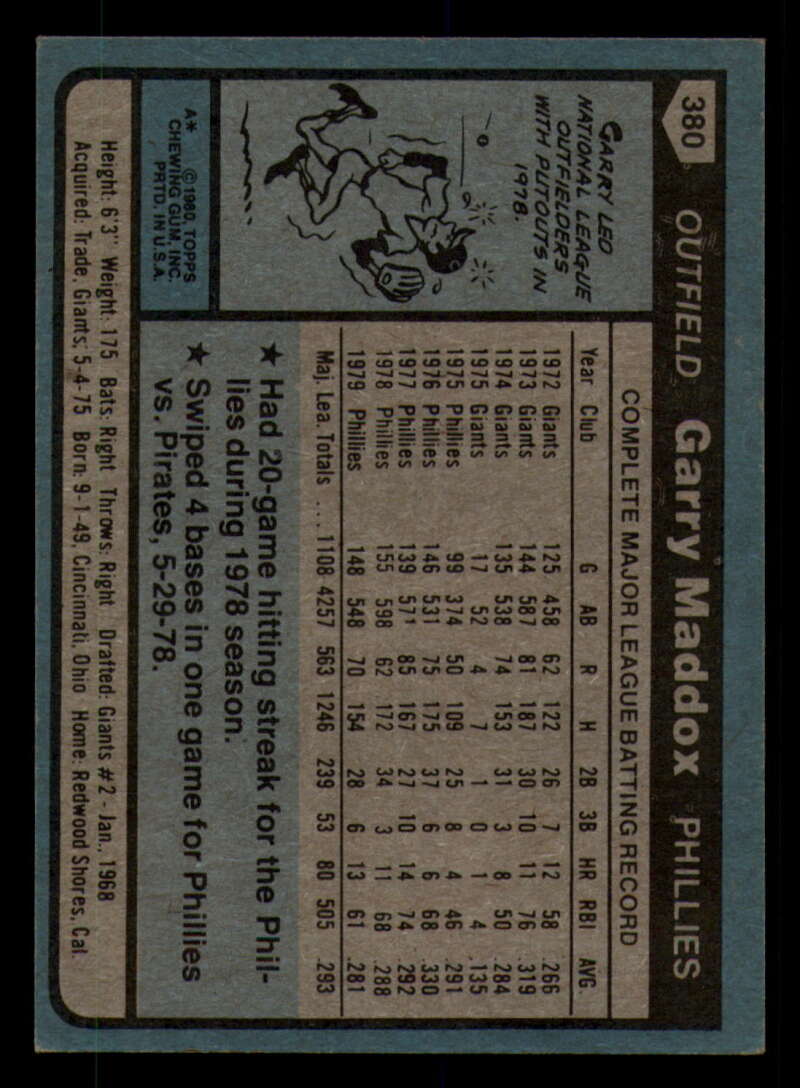 380
OUTFIELD Garry Maddox PHILLIES
GARRY LED
NATIONAL LEAGUE
OUTFIELDERS
WITH PUTOUTS IN
1978.
A* © 1980, TOPPS
CHEWING GUM, INC.
PRTD. IN U.S.A.
COMPLETE MAJOR LEAGUE BATTING RECORD
Year Club G AB R H 2B 3B HR RBI AVG.
1972 Giants 125 458 62 122 26 7 12 58 .266
1973 Giants 144 587 81 187 30 10 11 76 .319
1974 Giants 135 538 74 153 31 3 8 50 .284
1975 Giants 17 52 4 7 1 0 1 4 .135
1975 Phillies 99 374 50 109 25 8 4 46 .291
1976 Phillies 146 531 75 175 37 6 6 68 .330
1977 Phillies 139 571 85 167 27 10 14 74 .292
1978 Phillies 155 598 62 172 34 3 11 68 .288
1979 Phillies 148 548 70 154 28 6 13 61 .281
Maj. Lea. Totals .... 1108 4257 563 1246 239 53 80 505 .293
★ Had 20-game hitting streak for the Phil-
lies during 1978 season.
★ Swiped 4 bases in one game for Phillies
vs. Pirates, 5-29-78.
Height: 6'3" Weight: 175 Bats: Right Throws: Right Drafted: Giants #2 - Jan., 1968
Acquired: Trade, Giants, 5-4-75 Born: 9-1-49, Cincinnati, Ohio Home: Redwood Shores, Cal.